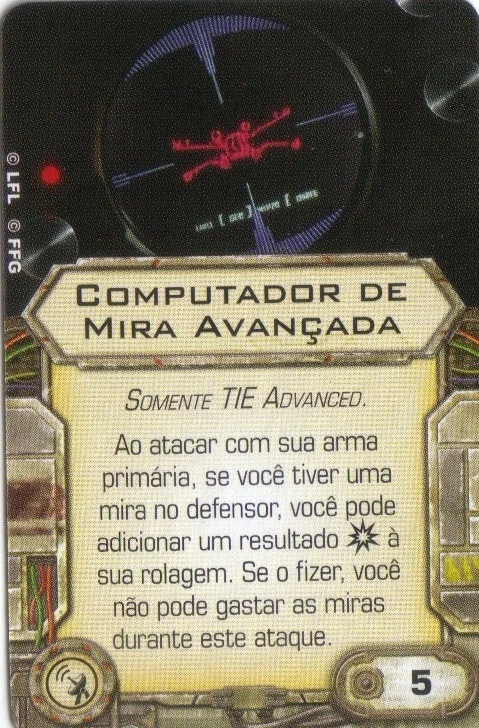 © LFL © FFG
COMPUTADOR DE
MIRA AVANÇADA
SOMENTE TIE ADVANCED.
Ao atacar com sua arma
primária, se você tiver uma
mira no defensor, você pode
adicionar um resultado à
sua rolagem. Se o fizer, você
não pode gastar as miras
durante este ataque.
5